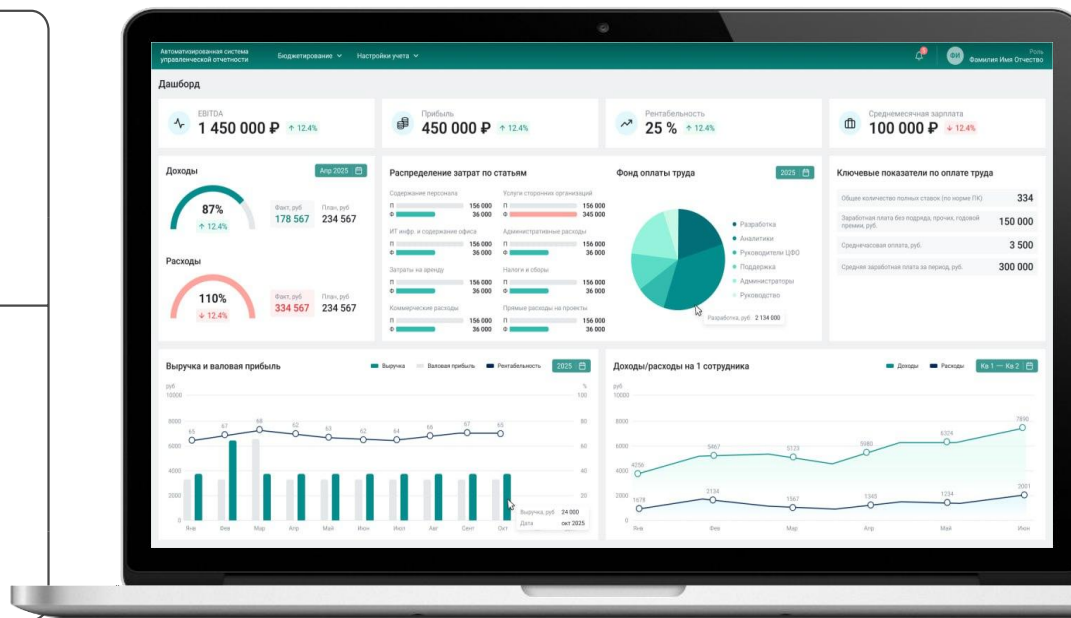 Автоматизированная система
управленческой отчетности
Бюджетирование
Настройки учета
ФИ
Роль
Фамилия Имя Отчество
Дашборд
EBITDA
1 450 000 ₽ ↑ 12.4%
Прибыль
450 000 ₽ ↑ 12.4%
Рентабельность
25 % ↑ 12.4%
Среднемесячная зарплата
100 000 ₽ ↓ 12.4%
Доходы
Апр 2025
87%
↑ 12.4%
Факт, руб
178 567
План, руб
234 567
Расходы
110%
↓ 12.4%
Факт, руб
334 567
План, руб
234 567
Распределение затрат по статьям
Содержание персонала
П 156 000
Ф 36 000
Услуги сторонних организаций
П 156 000
Ф 345 000
ИТ инфр. и содержание офиса
П 156 000
Ф 36 000
Административные расходы
П 156 000
Ф 36 000
Затраты на аренду
П 156 000
Ф 36 000
Налоги и сборы
П 156 000
Ф 36 000
Коммерческие расходы
П 156 000
Ф 36 000
Прямые расходы на проекты
П 156 000
Ф 36 000
Фонд оплаты труда
2025
Разработка
Аналитики
Руководители ЦФО
Поддержка
Администраторы
Руководство
Разработка, руб 2 134 000
Ключевые показатели по оплате труда
Общее количество полных ставок (по норме ПК) 334
Заработная плата без подряда, прочих, годовой
премии, руб. 150 000
Среднечасовая оплата, руб. 3 500
Средняя заработная плата за период, руб. 300 000
Выручка и валовая прибыль
Выручка
Валовая прибыль
Рентабельность
2025
руб
%
10000
100
8000
80
6000
60
4000
40
2000
20
0
65 67 68 62 63 62 64 66 67 65
Янв Фев Мар Апр Май Июн Июл Авг Сент Окт
Выручка, руб 24 000
Дата окт 2025
Доходы/расходы на 1 сотрудника
Доходы
Расходы
Кв 1 — Кв 2
руб
10000
8000
6000
4000
2000
0
4256 5467 5133 5980 6324 7890
1678 2134 1567 1343 1234 2001
Янв Фев Мар Апр Май Июн